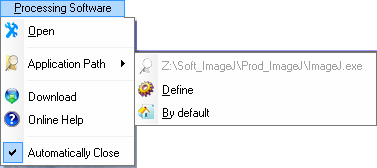 Processing Software
Open
Application Path
Z:\Soft_ImageJ\Prod_ImageJ\ImageJ.exe
Define
By default
Download
Online Help
Automatically Close